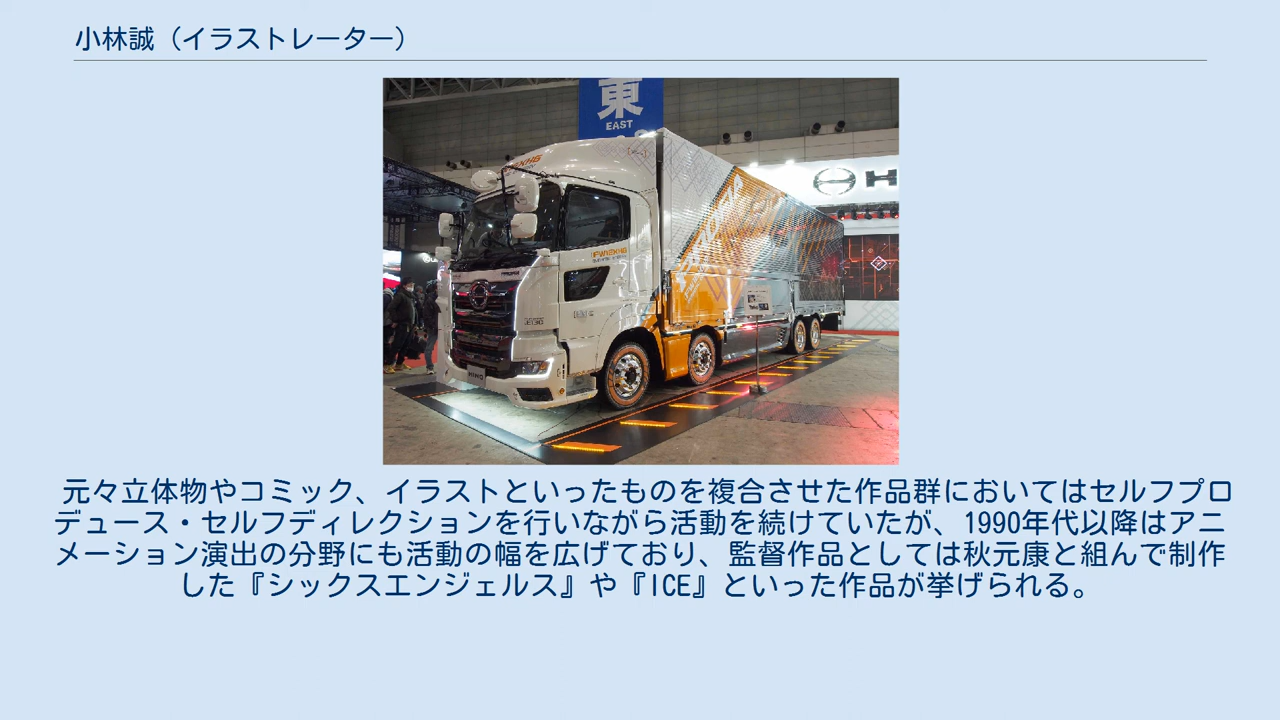 小林誠（イラストレーター）
東
EAST
HINO
元々立体物やコミック、イラストといったものを複合させた作品群においてはセルフプロ
デュース・セルフディレクションを行いながら活動を続けていたが、1990年代以降はアニ
メーション演出の分野にも活動の幅を広げており、監督作品としては秋元康と組んで制作
した『シックスエンジェルス』や『ICE』といった作品が挙げられる。